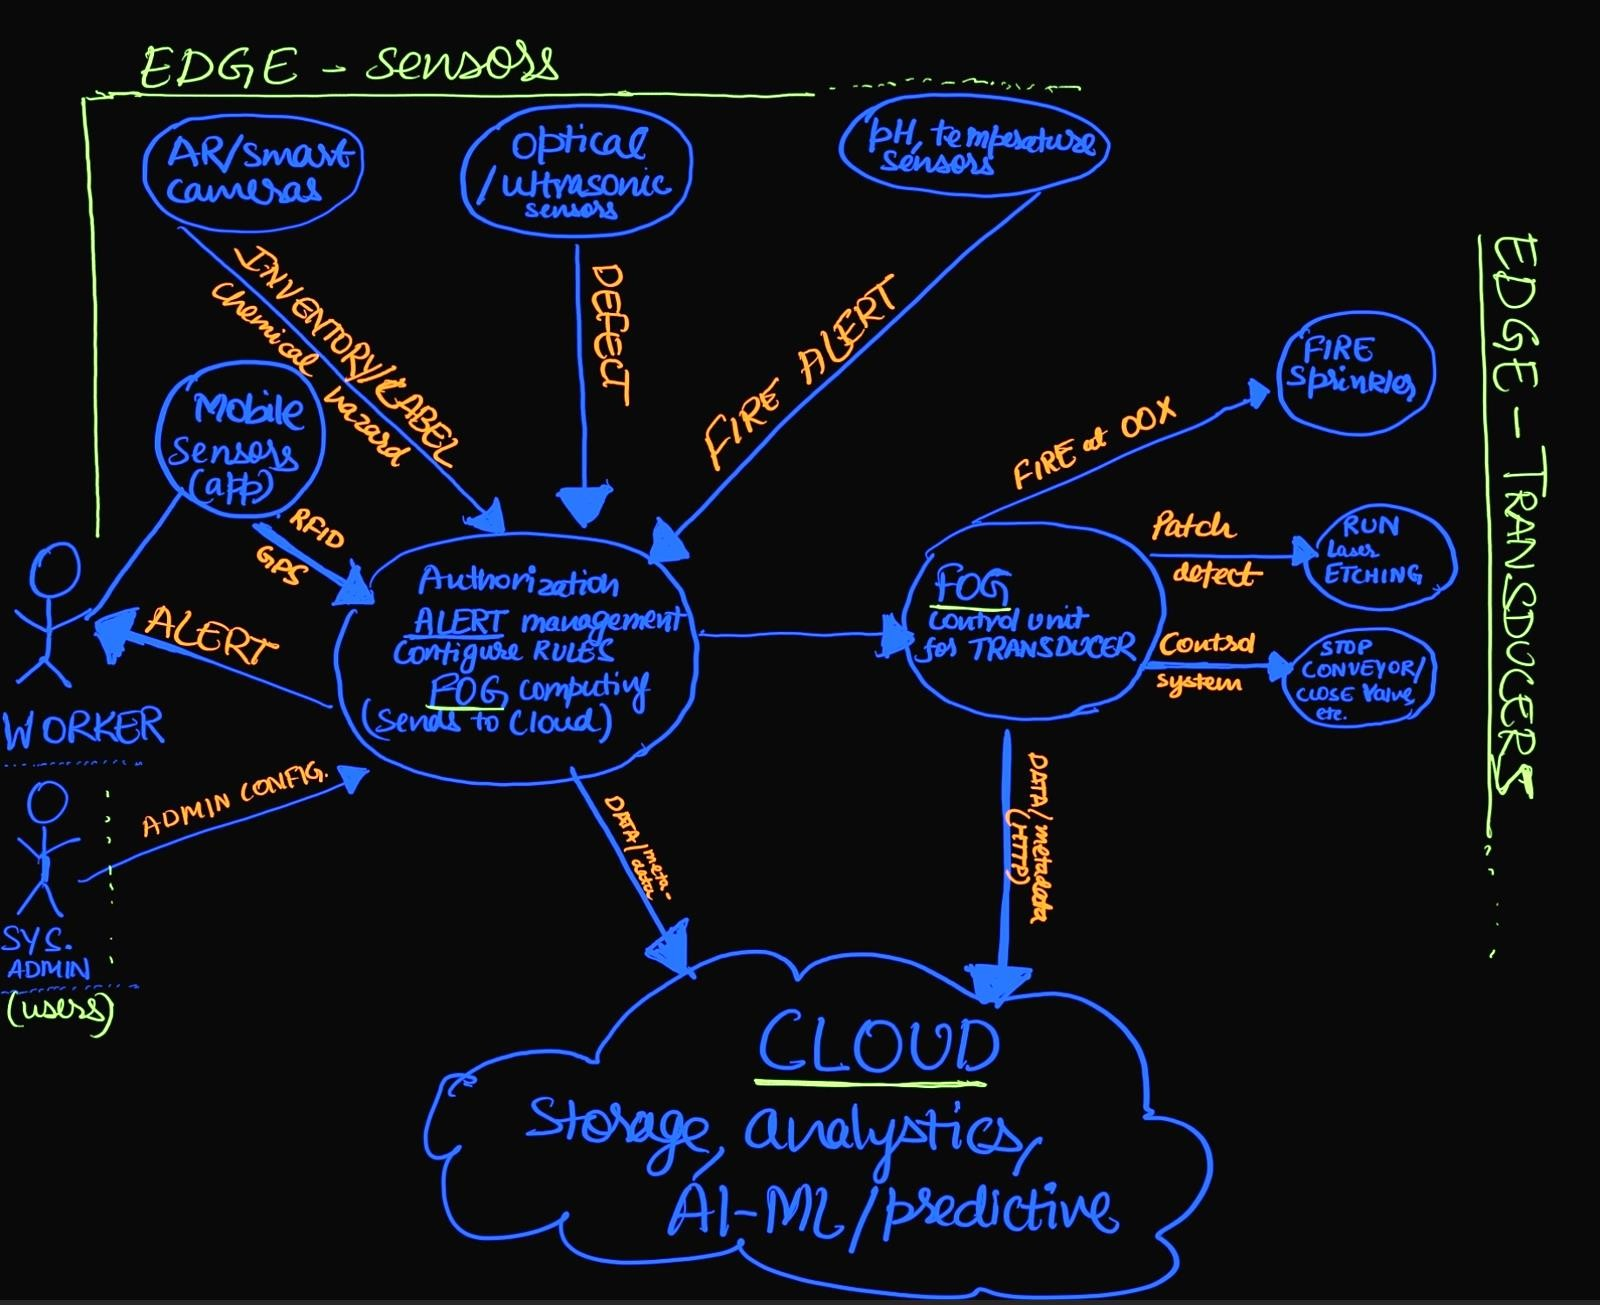 EDGE - Sensors
AR/smart
cameras
Optical
/ultrasonic
sensors
pH, temperature
sensors
INVENTORY/LABEL
chemical hazard
DEFECT
FIRE ALERT
Mobile
Sensors
(app)
RFID
GPS
ALERT
WORKER
ADMIN CONFIG.
SYS.
ADMIN
(users)
Authorization
ALERT management
Configure RULES
FOG computing
(Sends to Cloud)
FOG
Control unit
for TRANSDUCER
FIRE at OOX
FIRE
Sprinkler
Patch
defect
RUN
Laser
ETCHING
Control
system
STOP
CONVEYOR/
CLOSE Valve,
etc.
EDGE - TRANSDUCERS
DATA/meta-
data
DATA/metadata
(HTTP)
CLOUD
Storage, analystics,
AI-ML/predictive